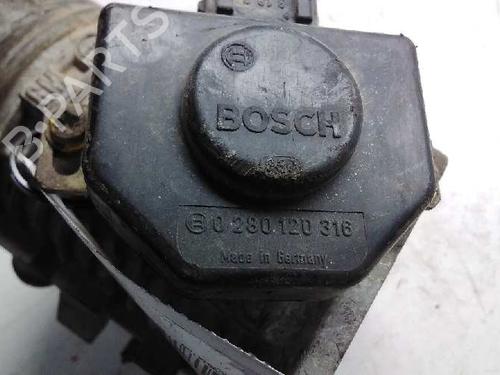 B-PARTS
BOSCH
0 280 120 316
Made in Germany